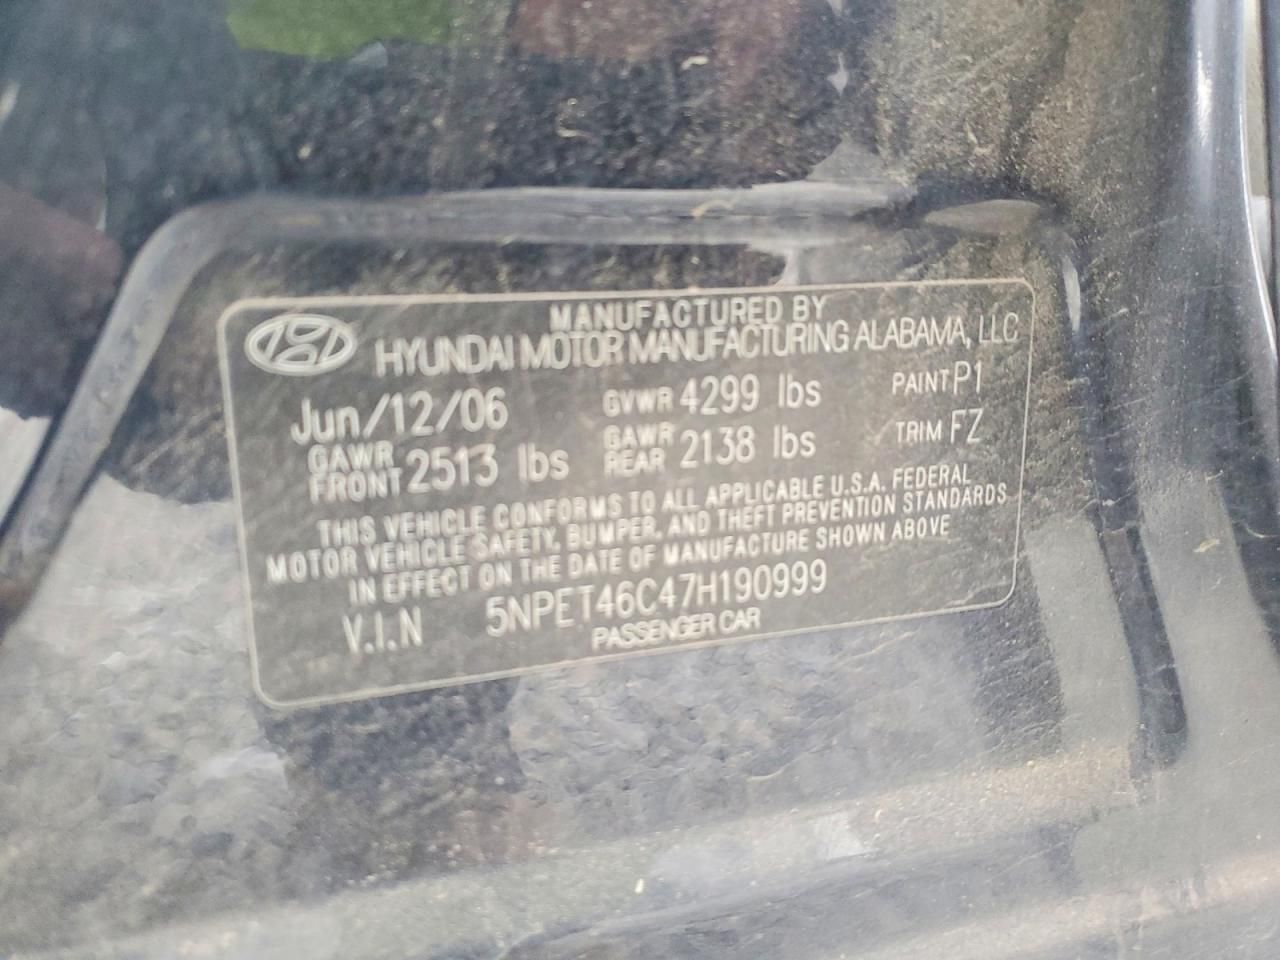 MANUFACTURED BY
HYUNDAI MOTOR MANUFACTURING ALABAMA, LLC
Jun/12/06 GVWR 4299 lbs PAINT P1
GAWR FRONT 2513 lbs GAWR REAR 2138 lbs TRIM FZ
THIS VEHICLE CONFORMS TO ALL APPLICABLE U.S.A. FEDERAL
MOTOR VEHICLE SAFETY, BUMPER, AND THEFT PREVENTION STANDARDS
IN EFFECT ON THE DATE OF MANUFACTURE SHOWN ABOVE
V.I.N 5NPET46C47H190999
PASSENGER CAR